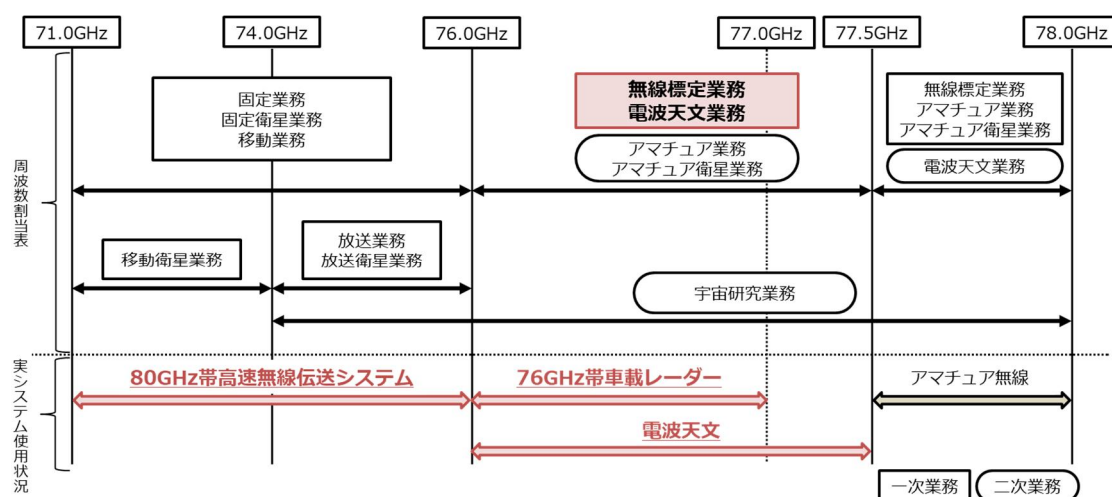 71.0GHz
74.0GHz
76.0GHz
77.0GHz
77.5GHz
78.0GHz
周波数割当表
固定業務
固定衛星業務
移動業務
無線標定業務
電波天文業務
アマチュア業務
アマチュア衛星業務
無線標定業務
アマチュア業務
アマチュア衛星業務
電波天文業務
移動衛星業務
放送業務
放送衛星業務
宇宙研究業務
実システム使用状況
80GHz帯高速無線伝送システム
76GHz帯車載レーダー
アマチュア無線
電波天文
一次業務
二次業務